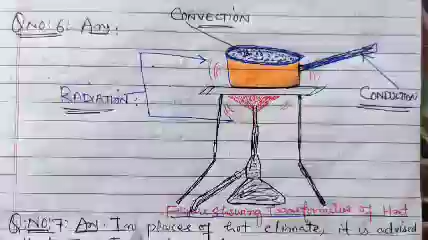 CONVECTION
Q:NO:6: Ans:
RADIATION:
CONDUCTION
Figure showing Transformation of Heat
Q:NO:7: An. In places of hot climate, it is advised